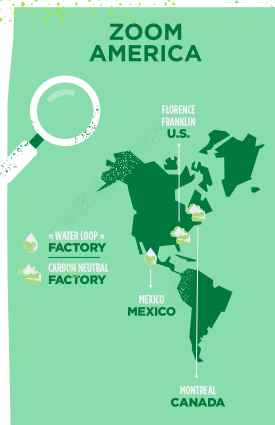 ZOOM
AMERICA
FLORENCE
FRANKLIN
U.S.
« WATER LOOP »
FACTORY
CARBON NEUTRAL
FACTORY
MEXICO
MEXICO
MONTREAL
CANADA